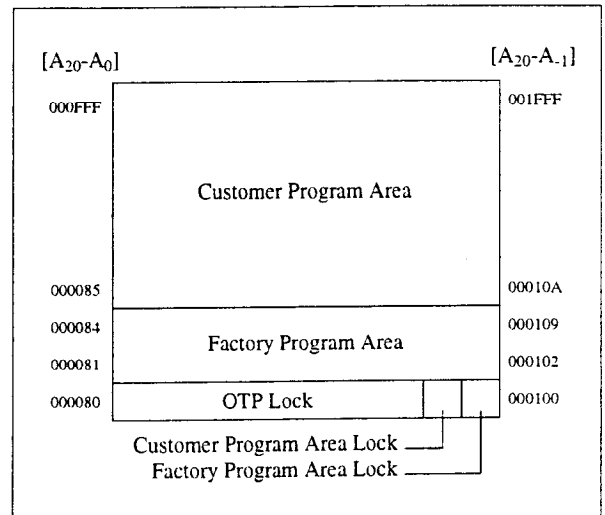 [A20-A0] [A20-A-1]
000FFF 001FFF
Customer Program Area
000085 00010A
000084 000109
Factory Program Area
000081 000102
000080 OTP Lock 000100
Customer Program Area Lock
Factory Program Area Lock